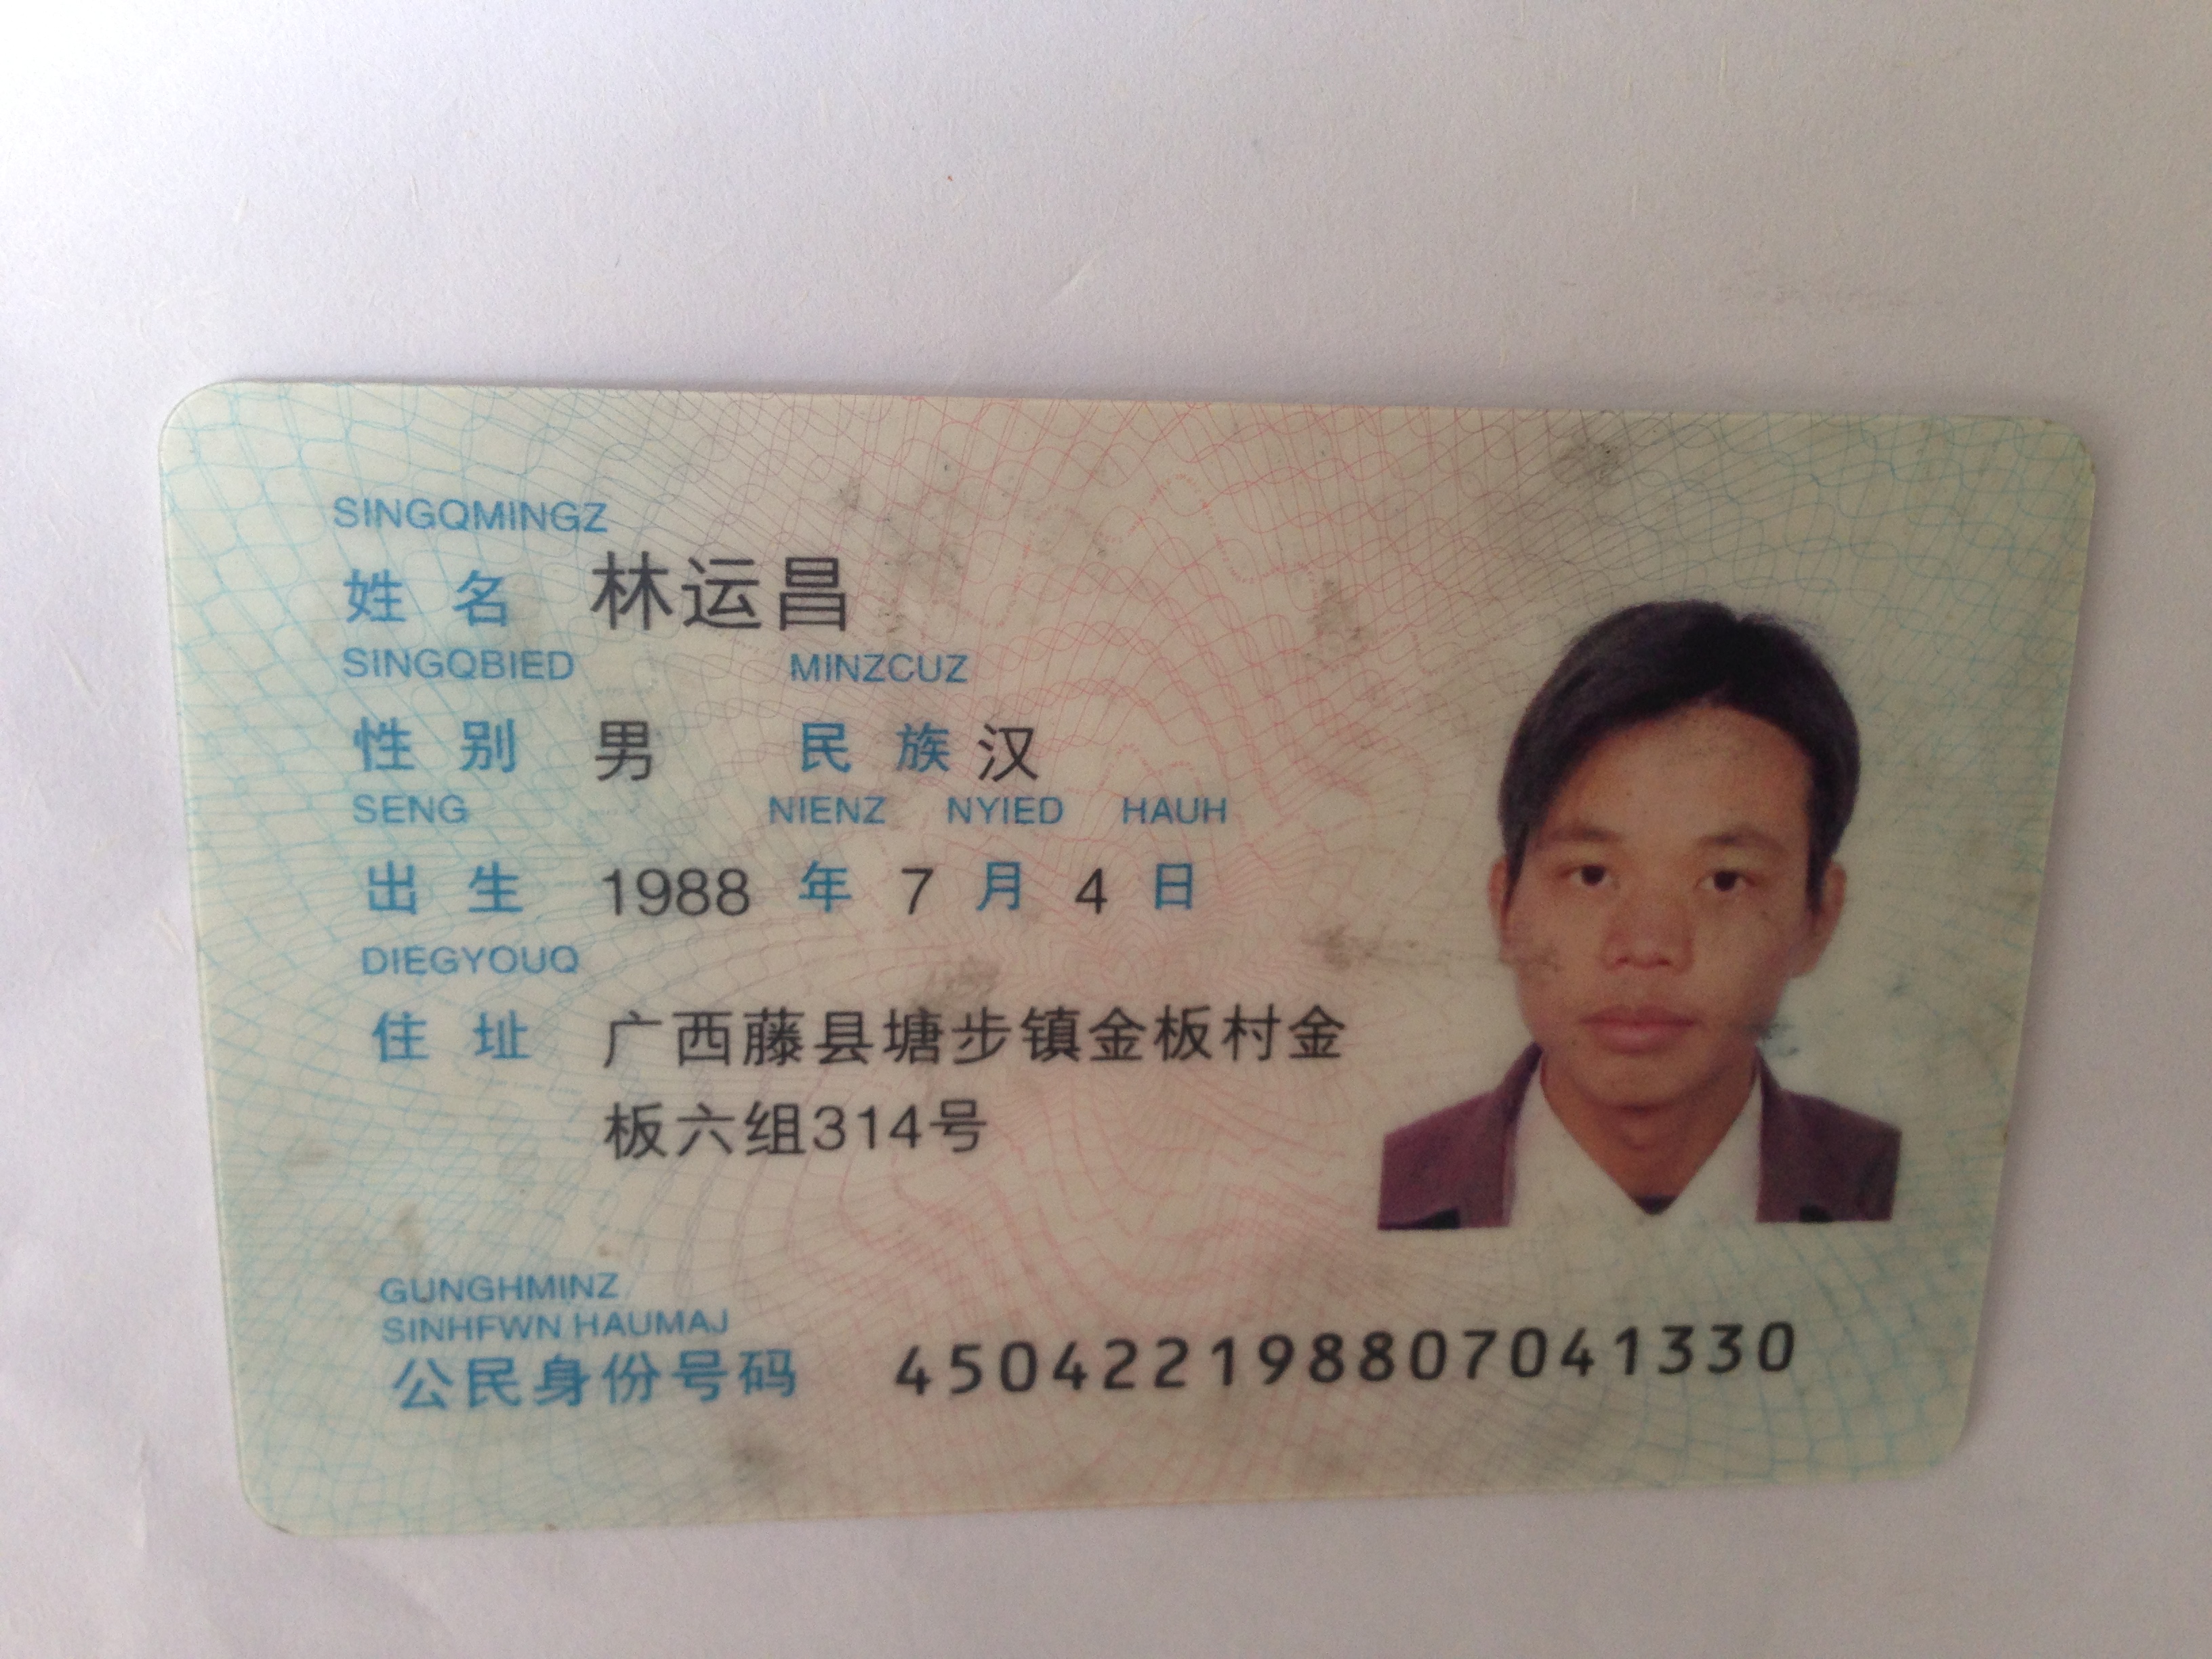 SINGQMINGZ
姓 名 林运昌
SINGQBIED MINZCUZ
性 别 男 民 族 汉
SENG NIENZ NYIED HAUH
出 生 1988 年 7 月 4 日
DIEGYOUQ
住 址 广西藤县塘步镇金板村金
板六组314号
GUNGHMINZ
SINHFWN HAUMAJ
公民身份号码 450422198807041330